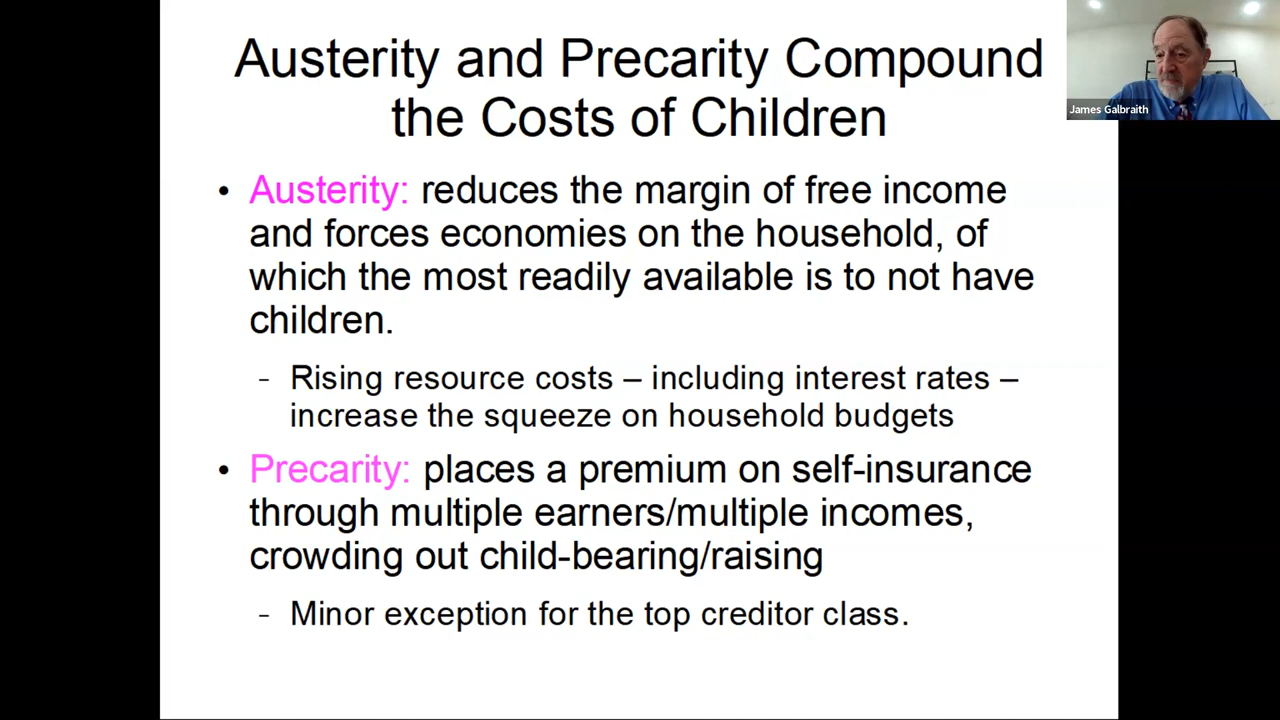 Austerity and Precarity Compound
the Costs of Children
James Galbraith
• Austerity: reduces the margin of free income
and forces economies on the household, of
which the most readily available is to not have
children.
– Rising resource costs – including interest rates –
increase the squeeze on household budgets
• Precarity: places a premium on self-insurance
through multiple earners/multiple incomes,
crowding out child-bearing/raising
– Minor exception for the top creditor class.